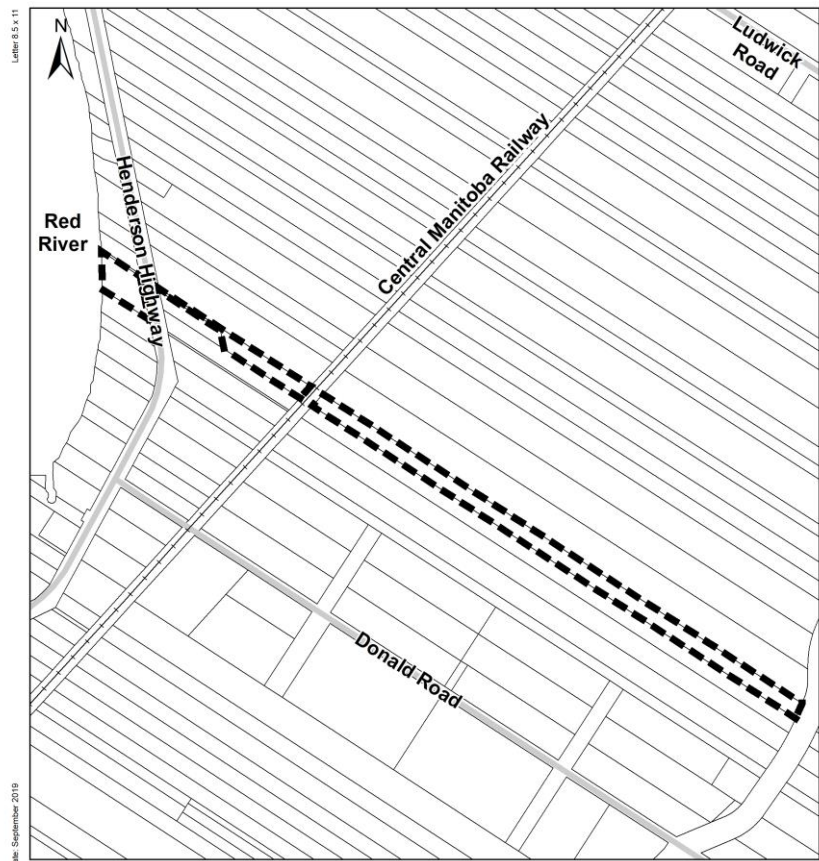 Letter 8.5 x 11
N
Ludwick
Road
Central Manitoba Railway
Henderson Highway
Red
River
Donald Road
September 2019